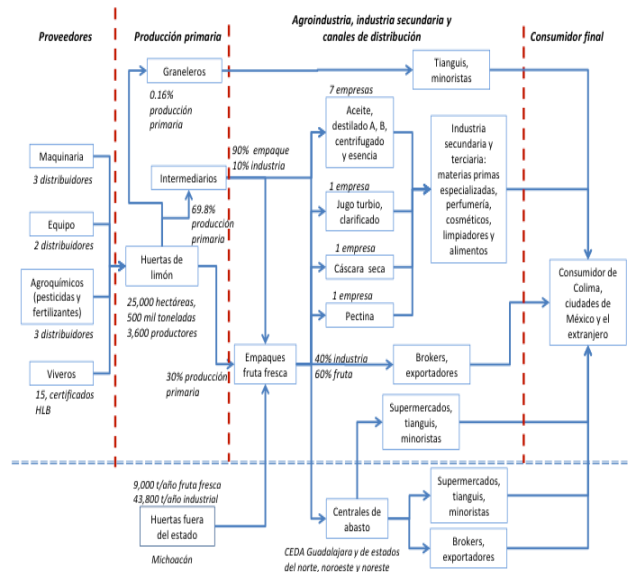 Proveedores
Producción primaria
Agroindustria, industria secundaria y
canales de distribución
Consumidor final
Graneleros
0.16%
producción
primaria
Tianguis,
minoristas
7 empresas
Aceite,
destilado A, B,
centrifugado
y esencia
90% empaque
10% industria
Industria
secundaria y
terciaria:
materias primas
especializadas,
perfumería,
cosméticos,
limpiadores y
alimentos
Maquinaria
3 distribuidores
Intermediarios
69.8%
producción
primaria
1 empresa
Jugo turbio,
clarificado
Equipo
2 distribuidores
Huertas de
limón
25,000 hectáreas,
500 mil toneladas
3,600 productores
1 empresa
Cáscara seca
Agroquímicos
(pesticidas y
fertilizantes)
3 distribuidores
1 empresa
Pectina
Consumidor de
Colima,
ciudades de
México y el
extranjero
Viveros
15, certificados
HLB
30% producción
primaria
Empaques
fruta fresca
40% industria
60% fruta
Brokers,
exportadores
Supermercados,
tianguis,
minoristas
9,000 t/año fruta fresca
43,800 t/año industrial
Huertas fuera
del estado
Michoacán
Centrales de
abasto
CEDA Guadalajara y de estados
del norte, noroeste y noreste
Supermercados,
tianguis,
minoristas
Brokers,
exportadores